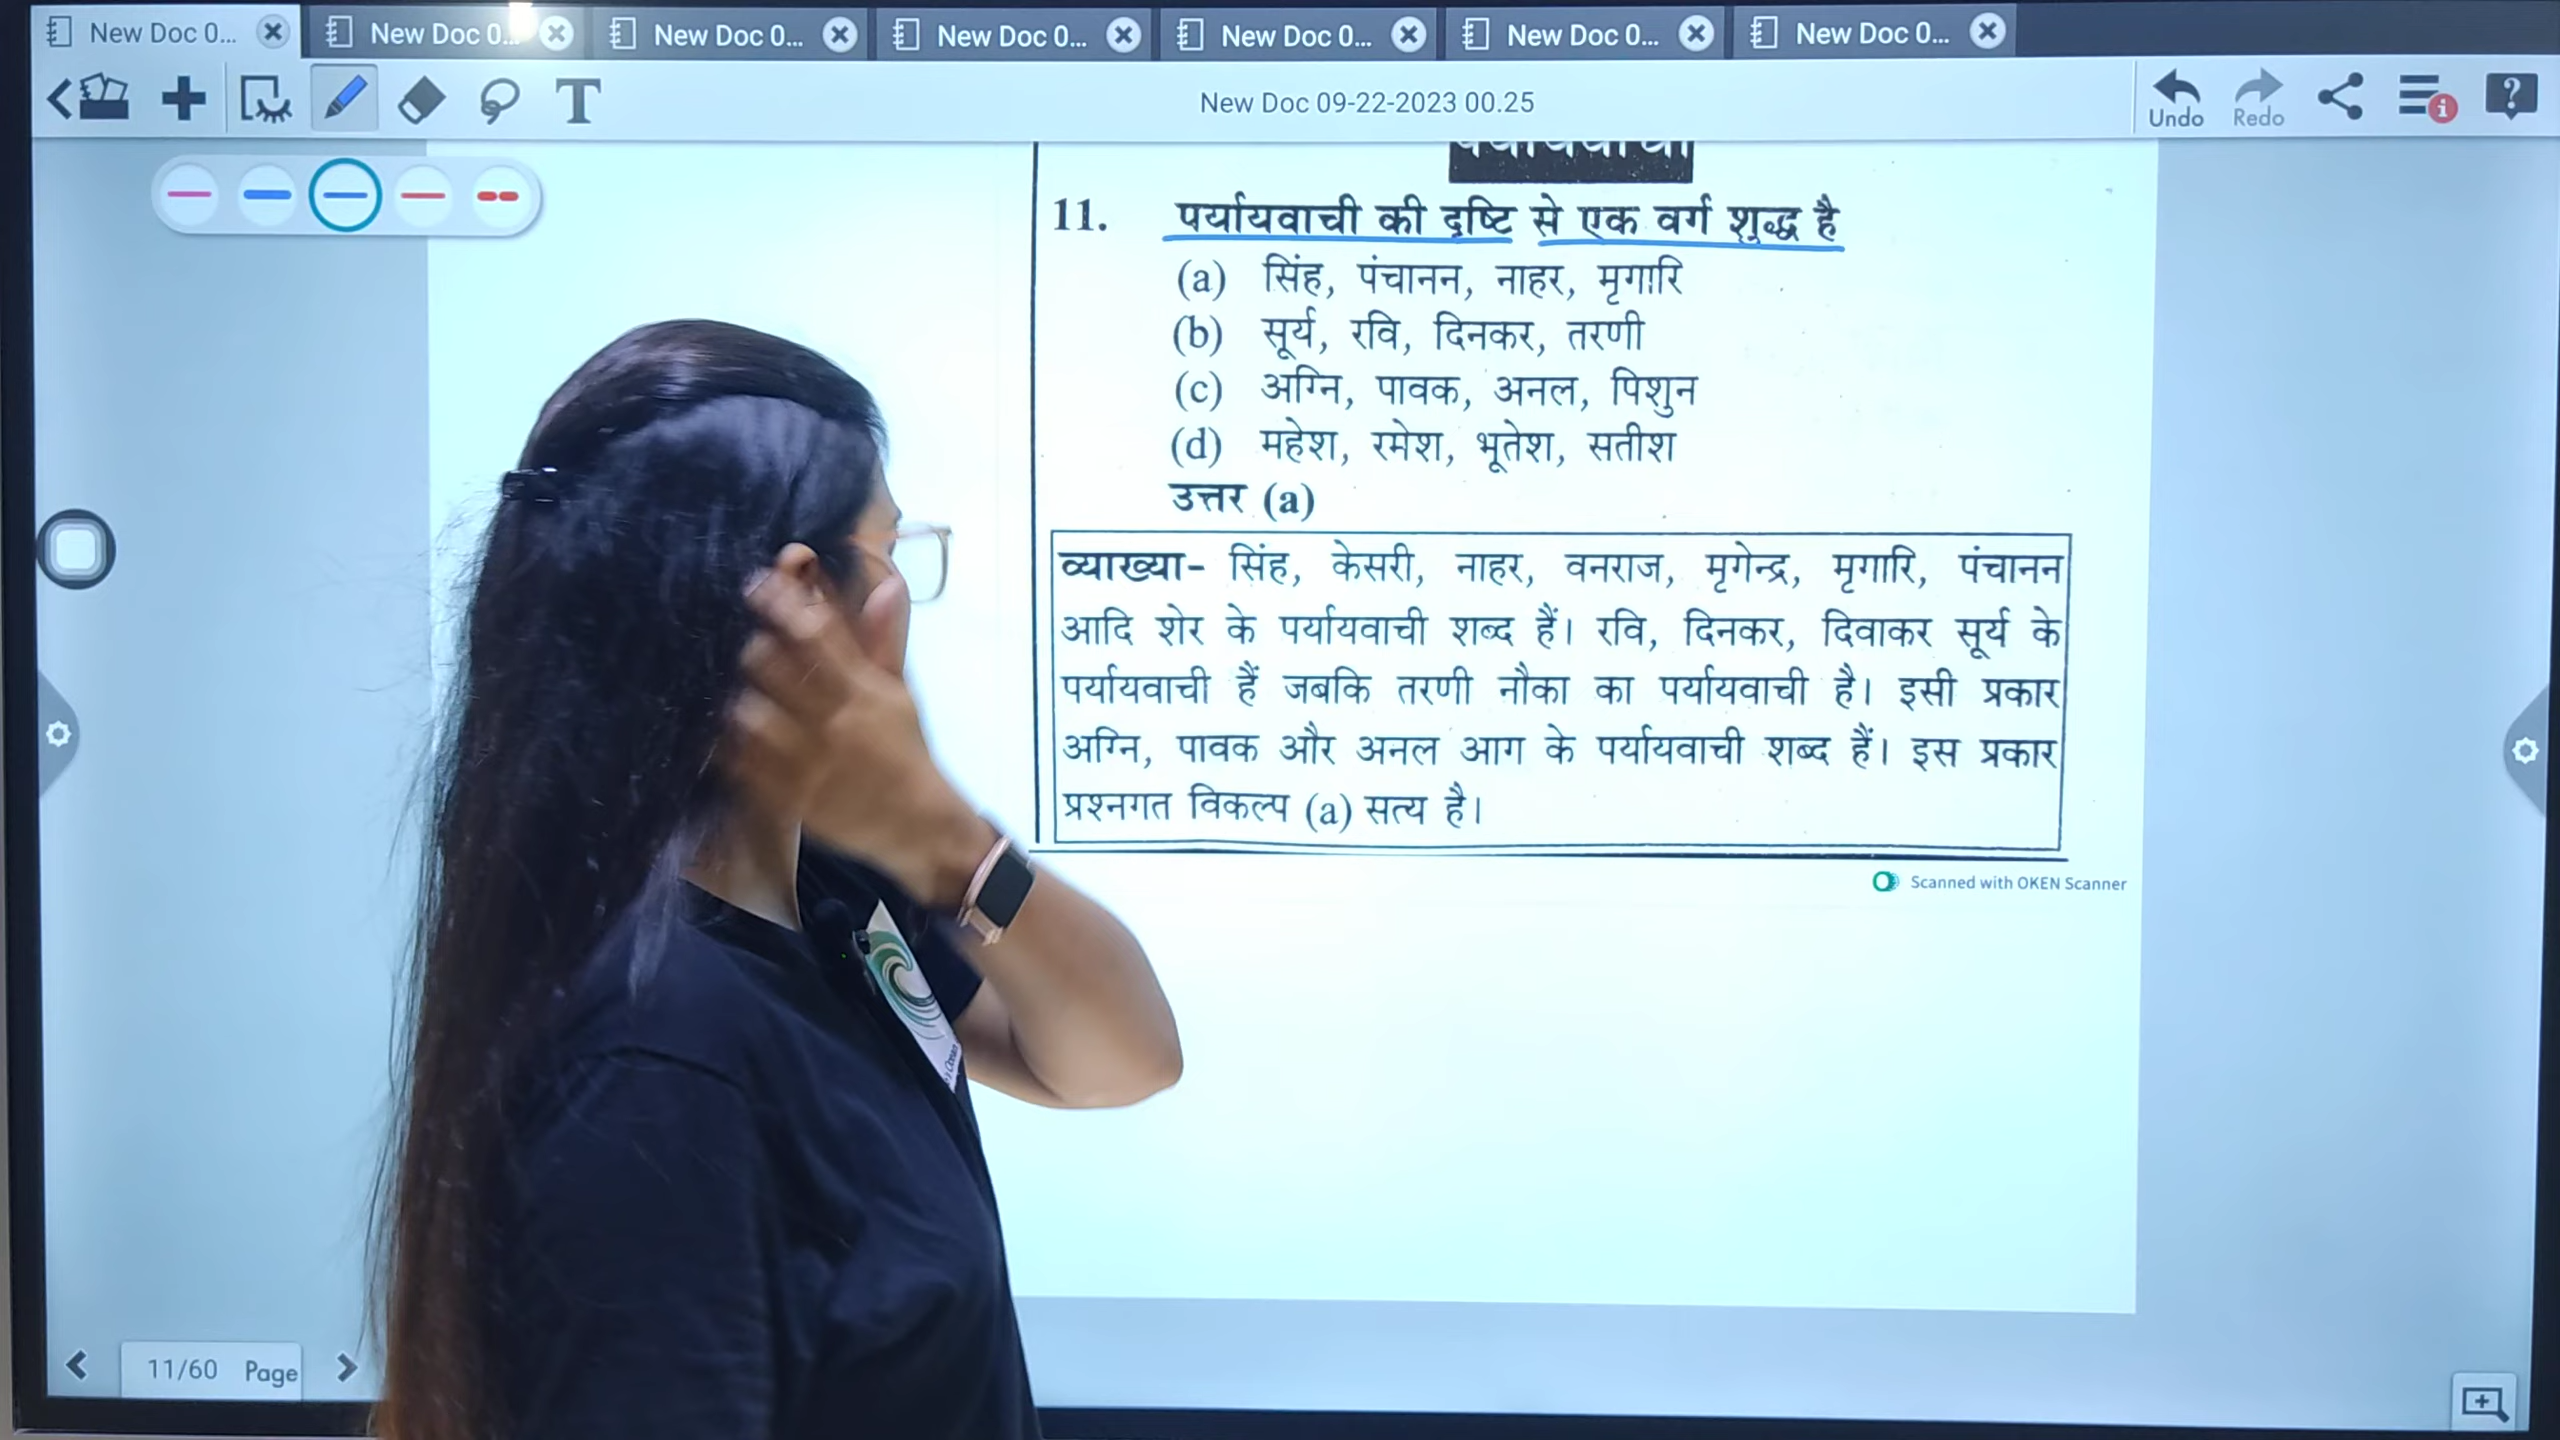 New Doc 0...
New Doc 0...
New Doc 0...
New Doc 0...
New Doc 0...
New Doc 0...
New Doc 0...
T
New Doc 09-22-2023 00.25
Undo
Redo
पर्यायवाची
11. पर्यायवाची की दृष्टि से एक वर्ग शुद्ध है
(a) सिंह, पंचानन, नाहर, मृगारि
(b) सूर्य, रवि, दिनकर, तरणी
(c) अग्नि, पावक, अनल, पिशुन
(d) महेश, रमेश, भूतेश, सतीश
उत्तर (a)
व्याख्या- सिंह, केसरी, नाहर, वनराज, मृगेन्द्र, मृगारि, पंचानन
आदि शेर के पर्यायवाची शब्द हैं। रवि, दिनकर, दिवाकर सूर्य के
पर्यायवाची हैं जबकि तरणी नौका का पर्यायवाची है। इसी प्रकार
अग्नि, पावक और अनल आग के पर्यायवाची शब्द हैं। इस प्रकार
प्रश्नगत विकल्प (a) सत्य है।
Scanned with OKEN Scanner
11/60 Page